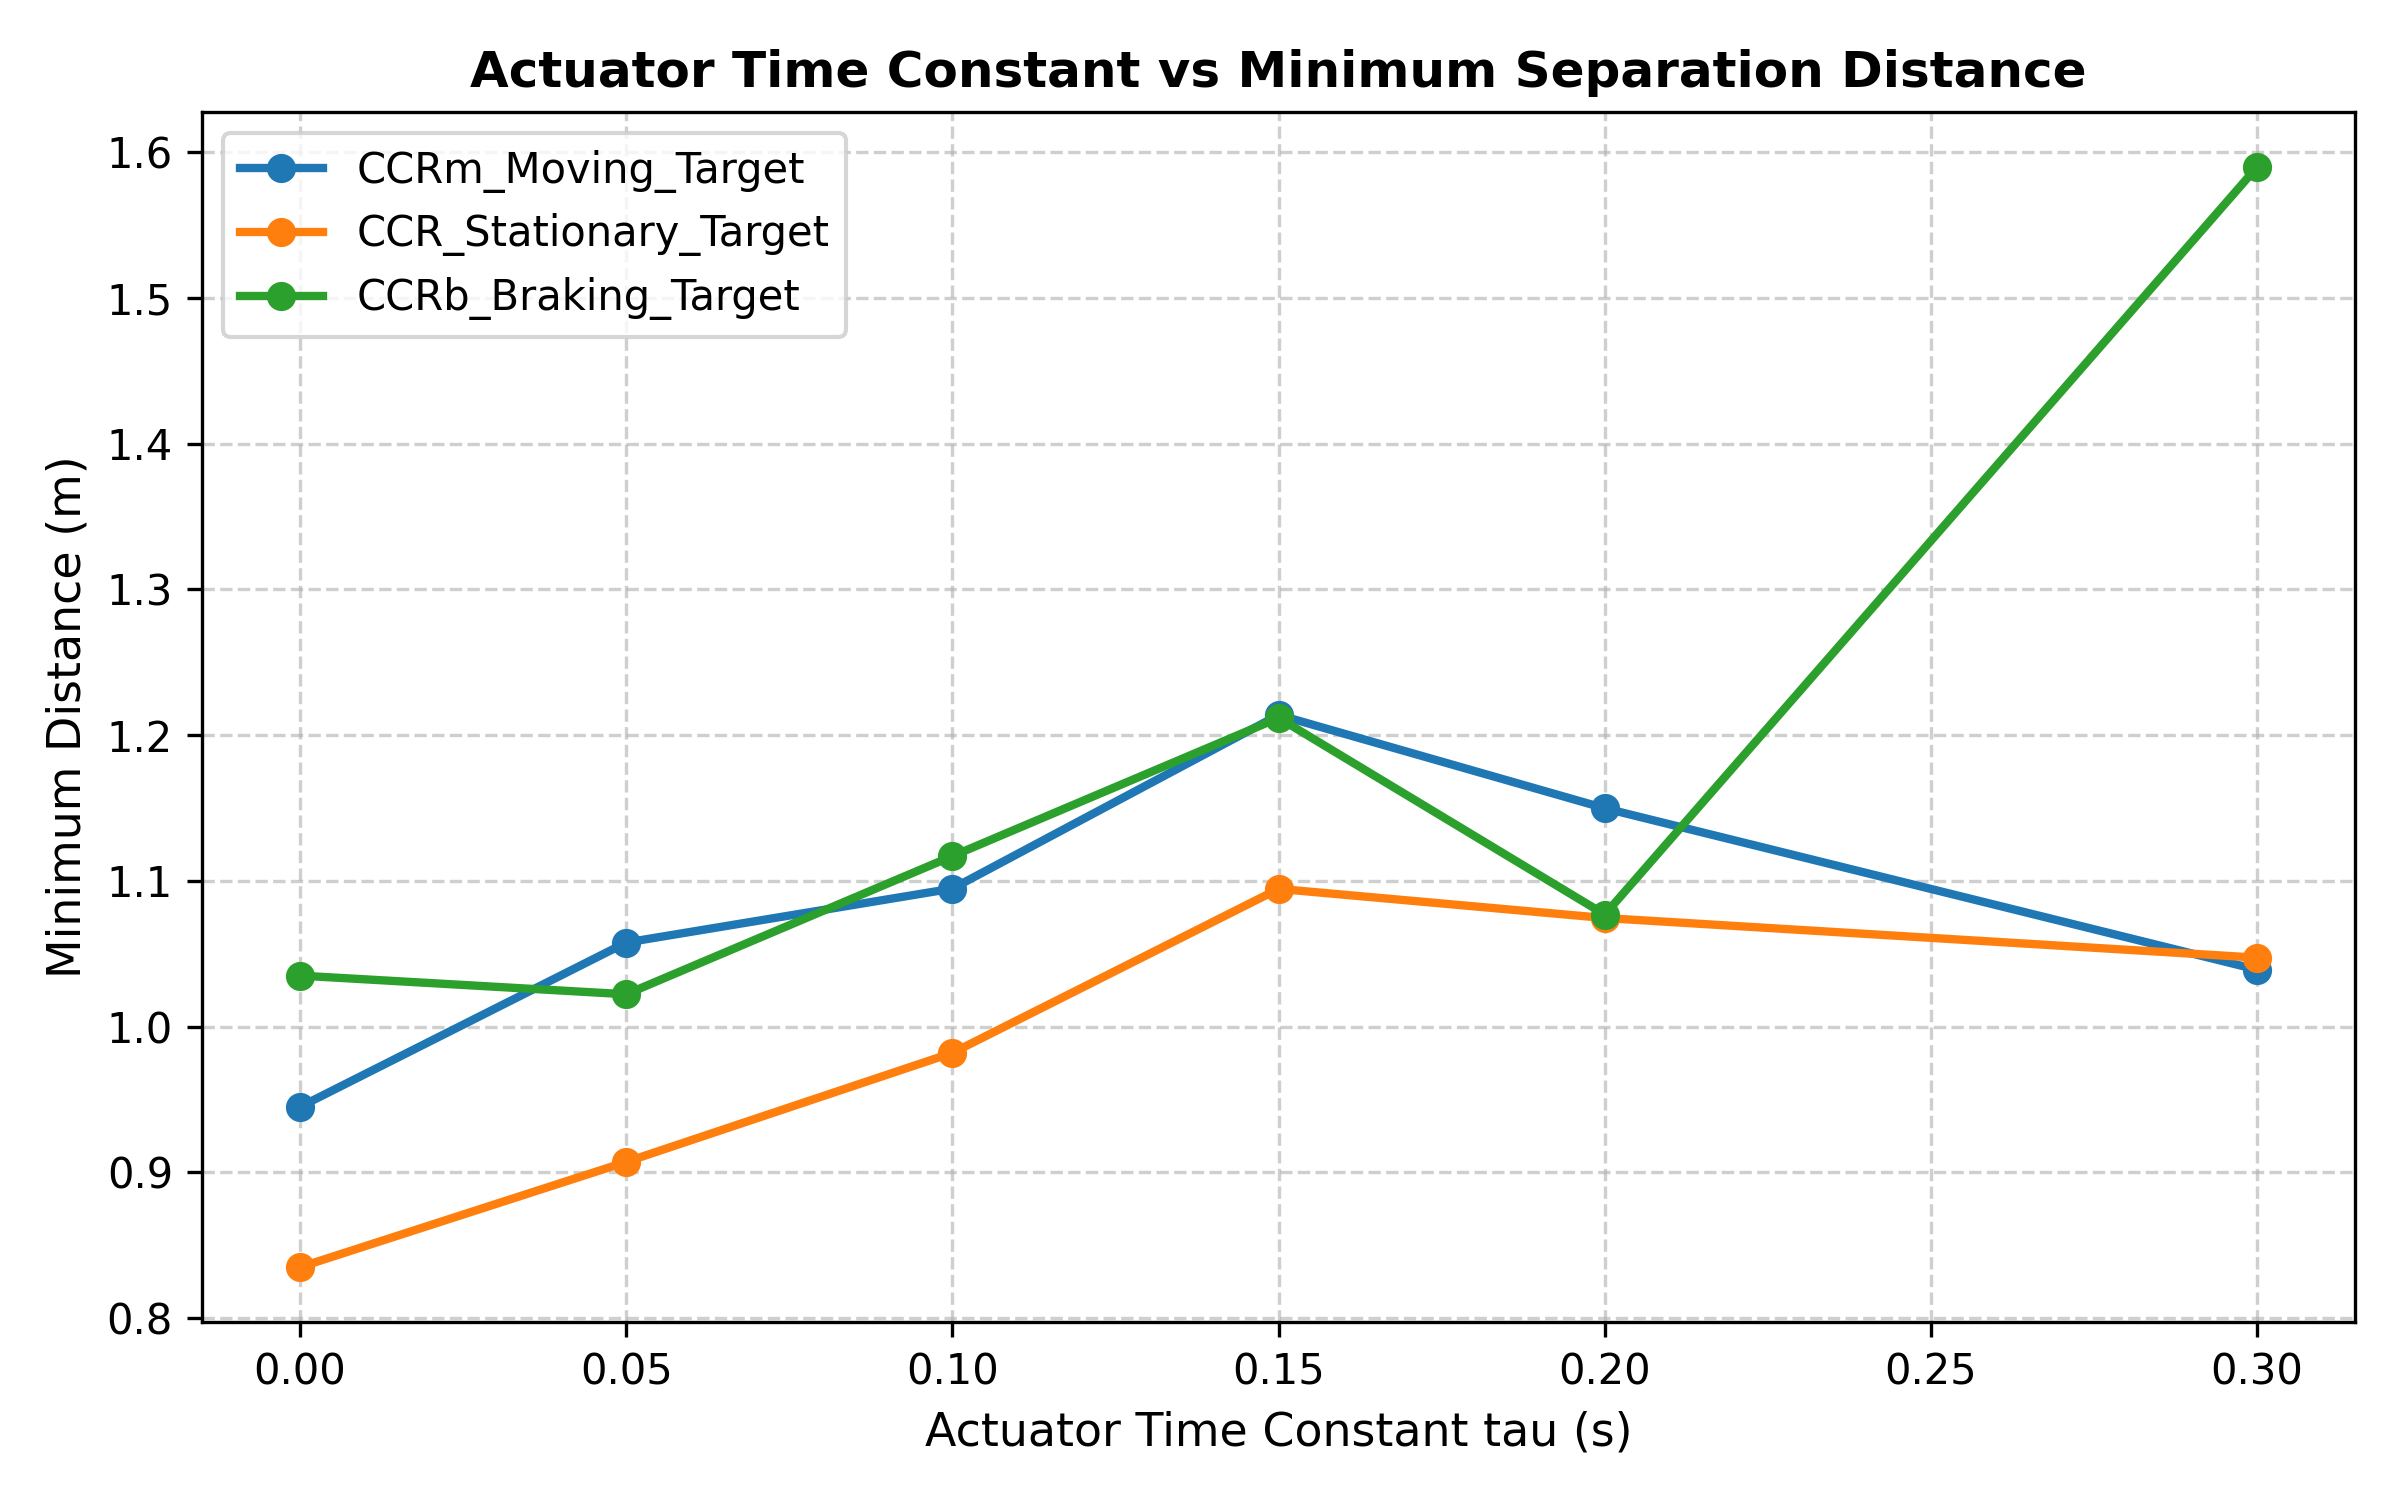 Actuator Time Constant vs Minimum Separation Distance
CCRm_Moving_Target
CCR_Stationary_Target
CCRb_Braking_Target
Minimum Distance (m)
1.6
1.5
1.4
1.3
1.2
1.1
1.0
0.9
0.8
0.00 0.05 0.10 0.15 0.20 0.25 0.30
Actuator Time Constant tau (s)